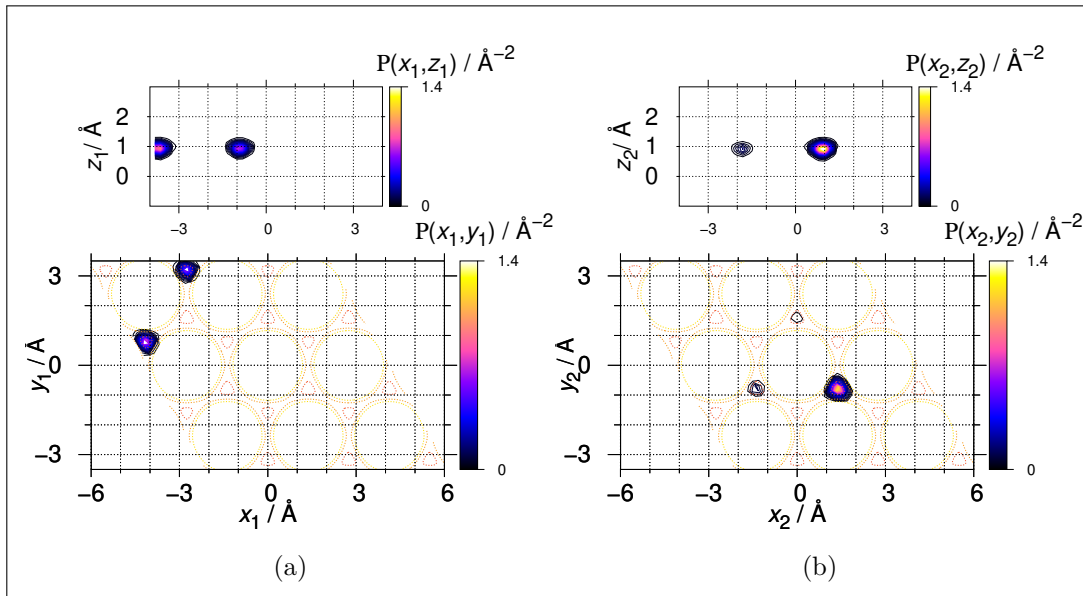 P(x1,z1) / Å−2
1.4
0
z1/ Å
2
1
0
−3 0 3
P(x1,y1) / Å−2
1.4
0
y1/ Å
3
0
−3
−6 −3 0 3 6
x1 / Å
(a)
P(x2,z2) / Å−2
1.4
0
z2/ Å
2
1
0
−3 0 3
P(x2,y2) / Å−2
1.4
0
y2/ Å
3
0
−3
−6 −3 0 3 6
x2 / Å
(b)